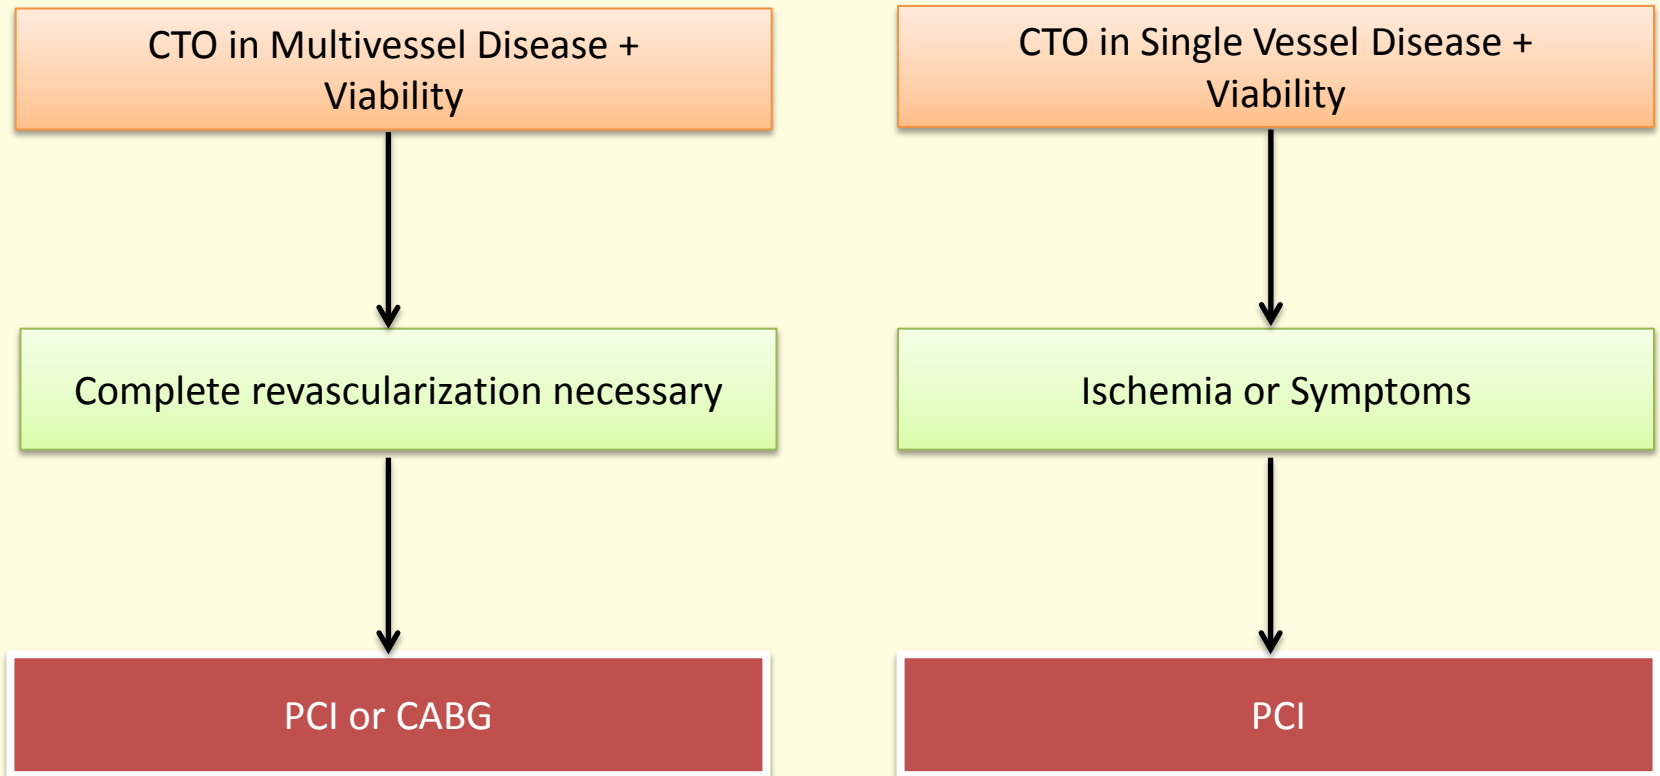 CTO in Multivessel Disease +
Viability
CTO in Single Vessel Disease +
Viability
Complete revascularization necessary
Ischemia or Symptoms
PCI or CABG
PCI